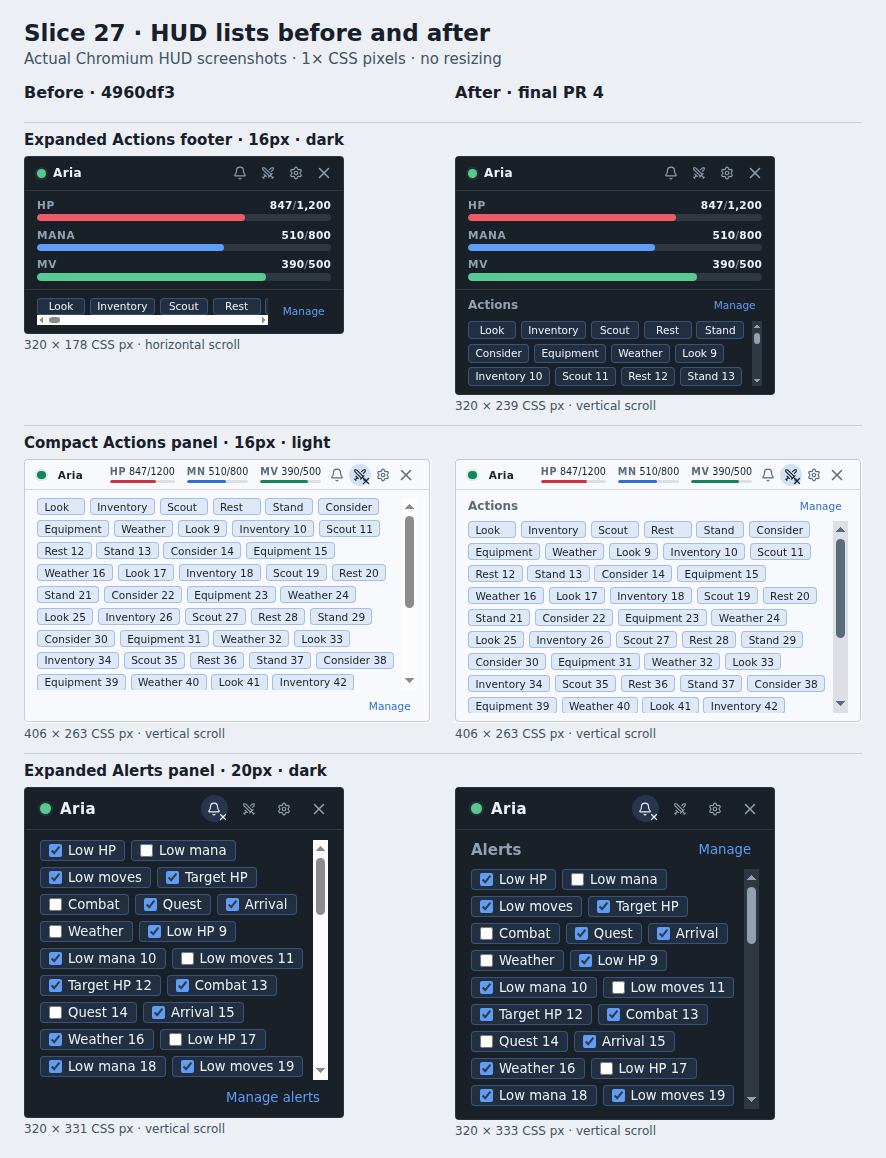 Slice 27 · HUD lists before and after
Actual Chromium HUD screenshots · 1× CSS pixels · no resizing
Before · 4960df3
After · final PR 4
Expanded Actions footer · 16px · dark
Aria
HP 847/1,200
MANA 510/800
MV 390/500
Look Inventory Scout Rest Manage
320 × 178 CSS px · horizontal scroll
Aria
HP 847/1,200
MANA 510/800
MV 390/500
Actions Manage
Look Inventory Scout Rest Stand
Consider Equipment Weather Look 9
Inventory 10 Scout 11 Rest 12 Stand 13
320 × 239 CSS px · vertical scroll
Compact Actions panel · 16px · light
Aria HP 847/1200 MN 510/800 MV 390/500
Look Inventory Scout Rest Stand Consider
Equipment Weather Look 9 Inventory 10 Scout 11
Rest 12 Stand 13 Consider 14 Equipment 15
Weather 16 Look 17 Inventory 18 Scout 19 Rest 20
Stand 21 Consider 22 Equipment 23 Weather 24
Look 25 Inventory 26 Scout 27 Rest 28 Stand 29
Consider 30 Equipment 31 Weather 32 Look 33
Inventory 34 Scout 35 Rest 36 Stand 37 Consider 38
Equipment 39 Weather 40 Look 41 Inventory 42
Manage
406 × 263 CSS px · vertical scroll
Aria HP 847/1200 MN 510/800 MV 390/500
Actions Manage
Look Inventory Scout Rest Stand Consider
Equipment Weather Look 9 Inventory 10 Scout 11
Rest 12 Stand 13 Consider 14 Equipment 15
Weather 16 Look 17 Inventory 18 Scout 19 Rest 20
Stand 21 Consider 22 Equipment 23 Weather 24
Look 25 Inventory 26 Scout 27 Rest 28 Stand 29
Consider 30 Equipment 31 Weather 32 Look 33
Inventory 34 Scout 35 Rest 36 Stand 37 Consider 38
Equipment 39 Weather 40 Look 41 Inventory 42
406 × 263 CSS px · vertical scroll
Expanded Alerts panel · 20px · dark
Aria
Low HP Low mana
Low moves Target HP
Combat Quest Arrival
Weather Low HP 9
Low mana 10 Low moves 11
Target HP 12 Combat 13
Quest 14 Arrival 15
Weather 16 Low HP 17
Low mana 18 Low moves 19
Manage alerts
320 × 331 CSS px · vertical scroll
Aria
Alerts Manage
Low HP Low mana
Low moves Target HP
Combat Quest Arrival
Weather Low HP 9
Low mana 10 Low moves 11
Target HP 12 Combat 13
Quest 14 Arrival 15
Weather 16 Low HP 17
Low mana 18 Low moves 19
320 × 333 CSS px · vertical scroll